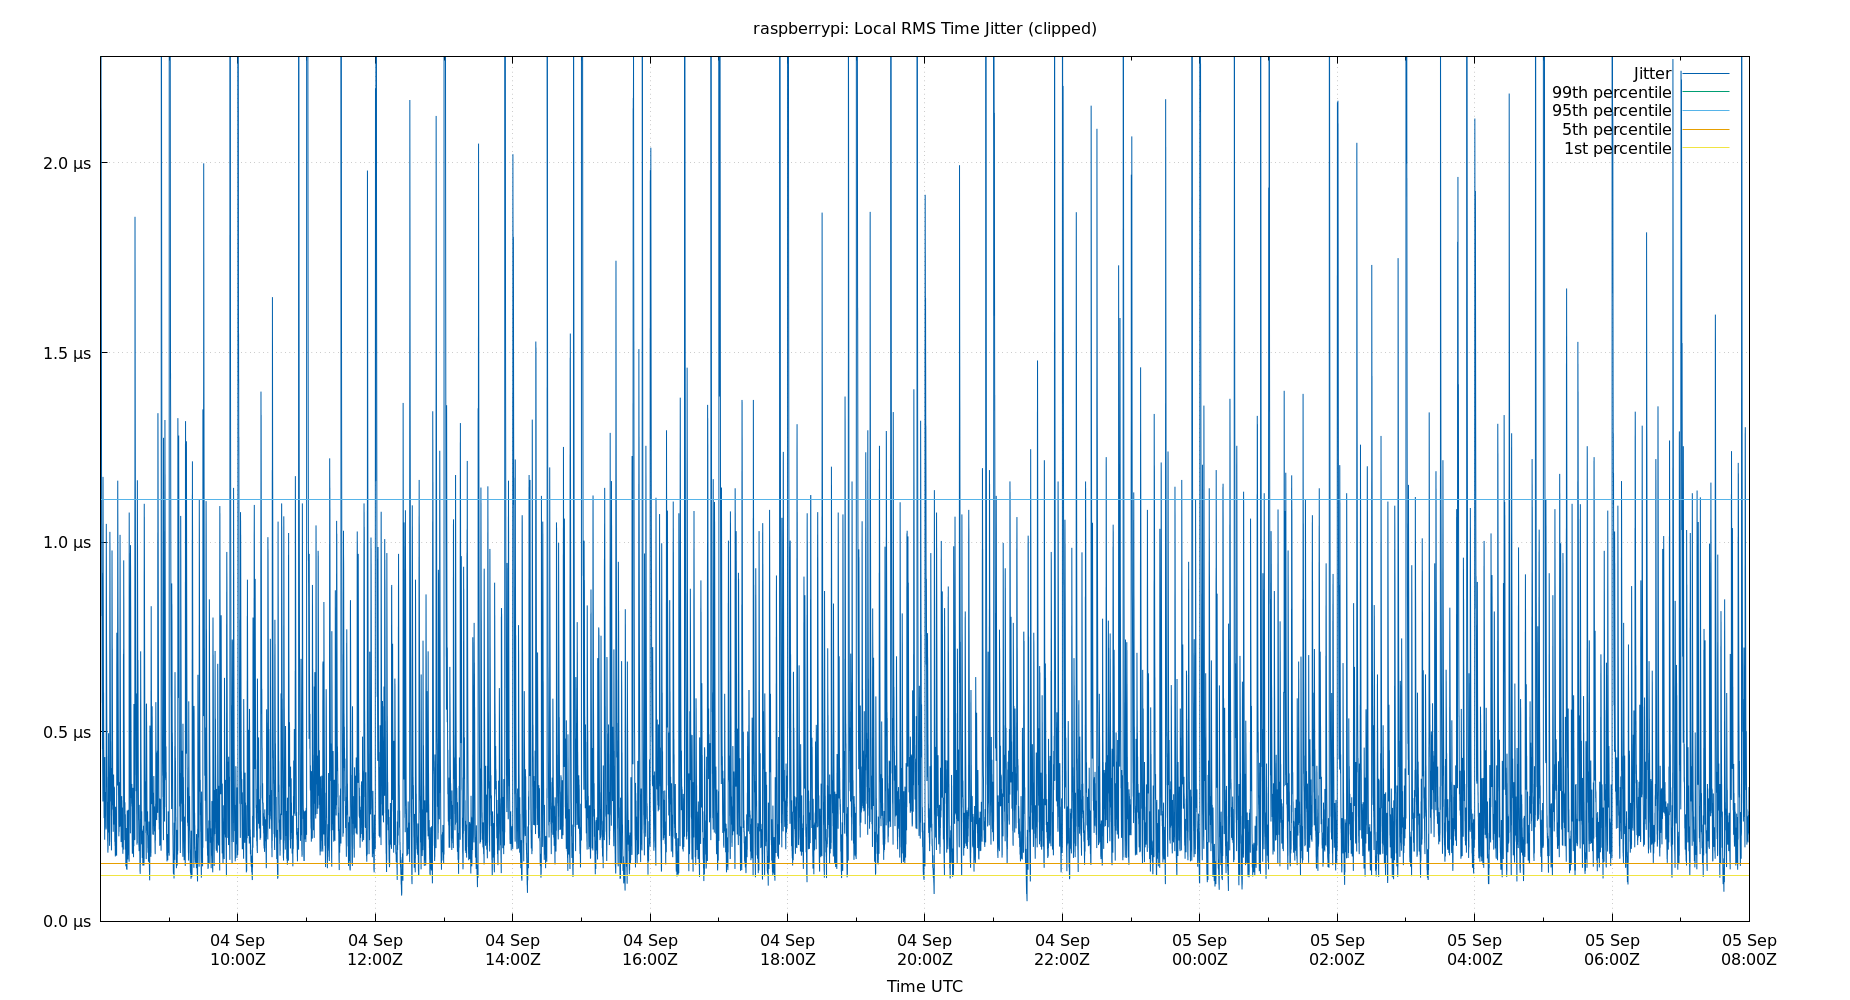 raspberrypi: Local RMS Time Jitter (clipped)
Jitter
99th percentile
95th percentile
5th percentile
1st percentile
2.0 µs
1.5 µs
1.0 µs
0.5 µs
0.0 µs
04 Sep 04 Sep 04 Sep 04 Sep 04 Sep 04 Sep 04 Sep 05 Sep 05 Sep 05 Sep 05 Sep 05 Sep
10:00Z 12:00Z 14:00Z 16:00Z 18:00Z 20:00Z 22:00Z 00:00Z 02:00Z 04:00Z 06:00Z 08:00Z
Time UTC